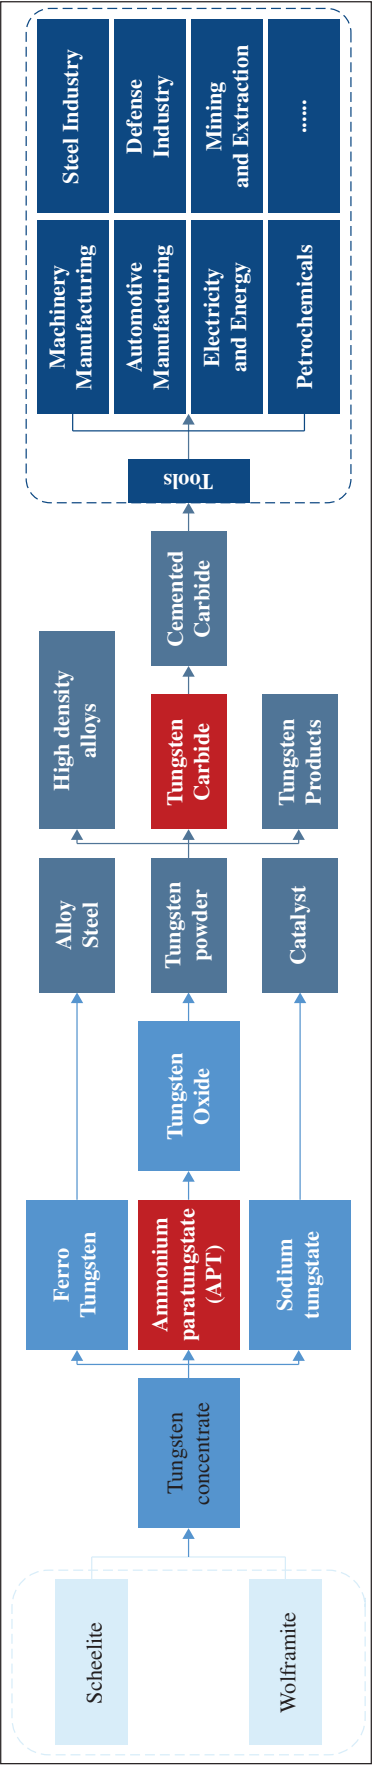 Scheelite
Wolframite
Tungsten
concentrate
Ferro
Tungsten
Ammonium
paratungstate
(APT)
Sodium
tungstate
Tungsten
Oxide
Alloy
Steel
Tungsten
powder
Catalyst
High density
alloys
Tungsten
Carbide
Tungsten
Products
Cemented
Carbide
Tools
Machinery
Manufacturing
Automotive
Manufacturing
Electricity
and Energy
Petrochemicals
Steel Industry
Defense
Industry
Mining
and Extraction
......